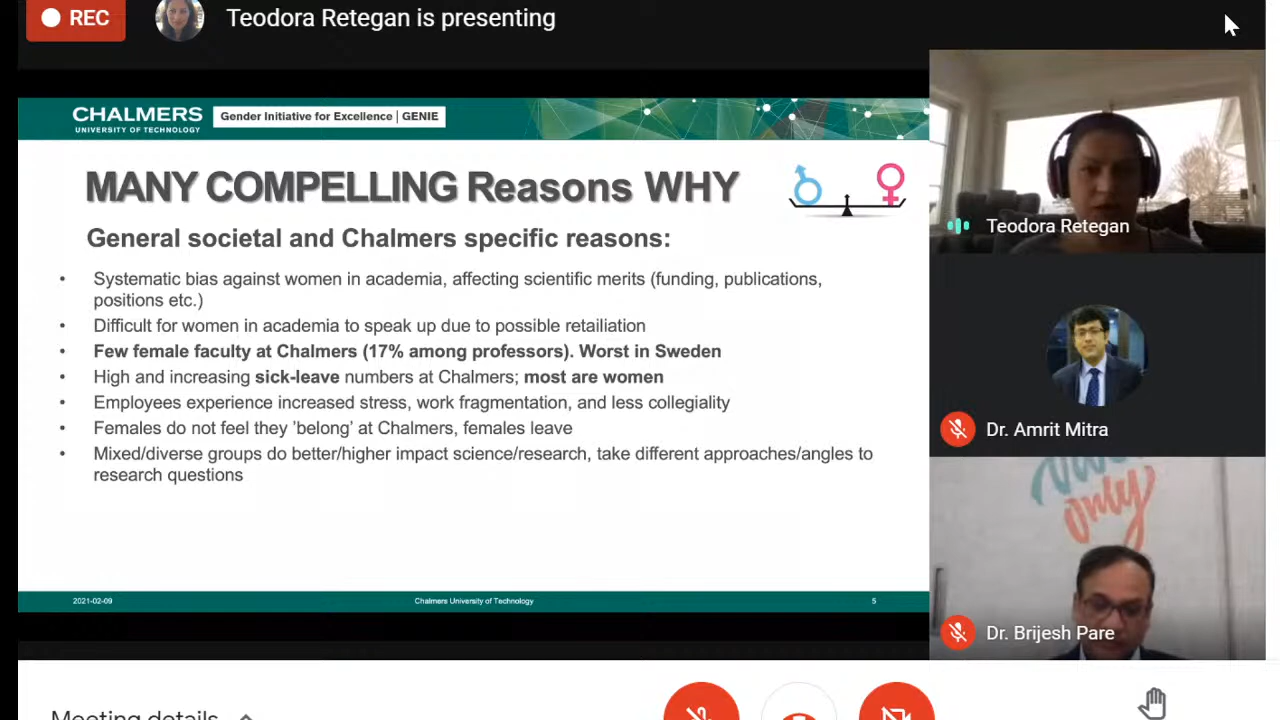 REC
Teodora Retegan is presenting
CHALMERS
UNIVERSITY OF TECHNOLOGY
Gender Initiative for Excellence | GENIE
MANY COMPELLING Reasons WHY
General societal and Chalmers specific reasons:
• Systematic bias against women in academia, affecting scientific merits (funding, publications,
positions etc.)
• Difficult for women in academia to speak up due to possible retailiation
• Few female faculty at Chalmers (17% among professors). Worst in Sweden
• High and increasing sick-leave numbers at Chalmers; most are women
• Employees experience increased stress, work fragmentation, and less collegiality
• Females do not feel they ’belong’ at Chalmers, females leave
• Mixed/diverse groups do better/higher impact science/research, take different approaches/angles to
research questions
2021-02-09
Chalmers University of Technology
5
Teodora Retegan
Dr. Amrit Mitra
only
Dr. Brijesh Pare
Meeting details